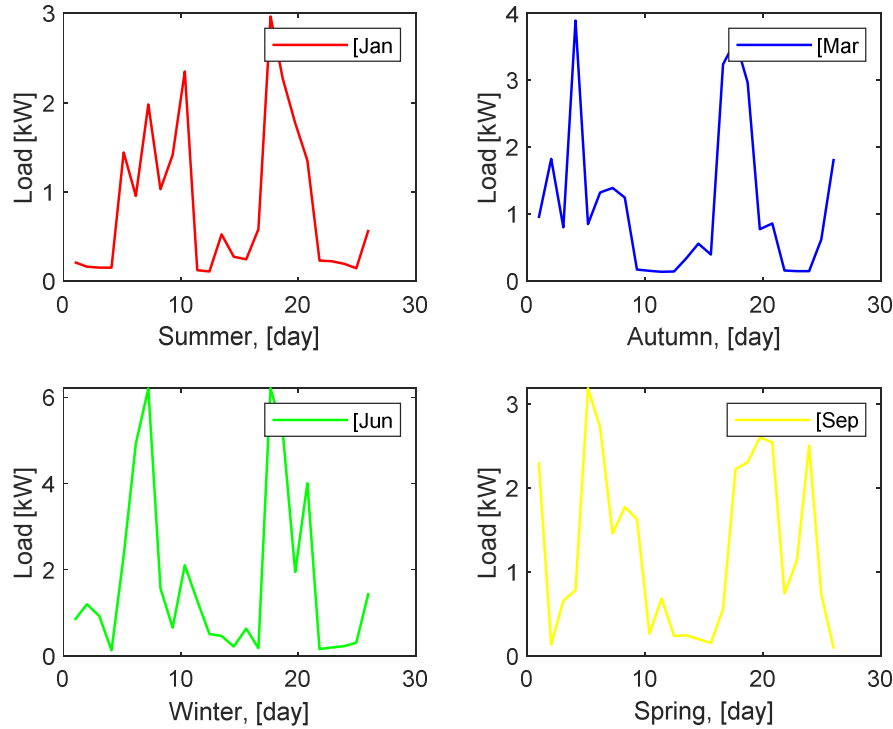 3
2
1
0
Load [kW]
[Jan
0
10
20
30
Summer, [day]
4
3
2
1
0
Load [kW]
[Mar
0
10
20
30
Autumn, [day]
6
4
2
0
Load [kW]
[Jun
0
10
20
30
Winter, [day]
3
2
1
0
Load [kW]
[Sep
0
10
20
30
Spring, [day]